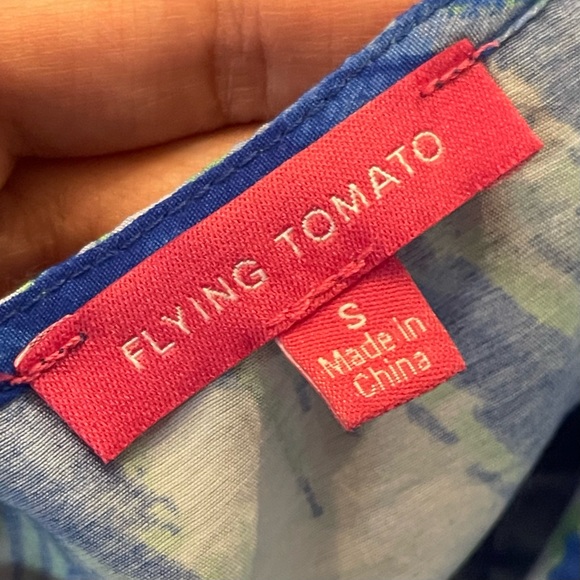 FLYING TOMATO
S
Made in
China